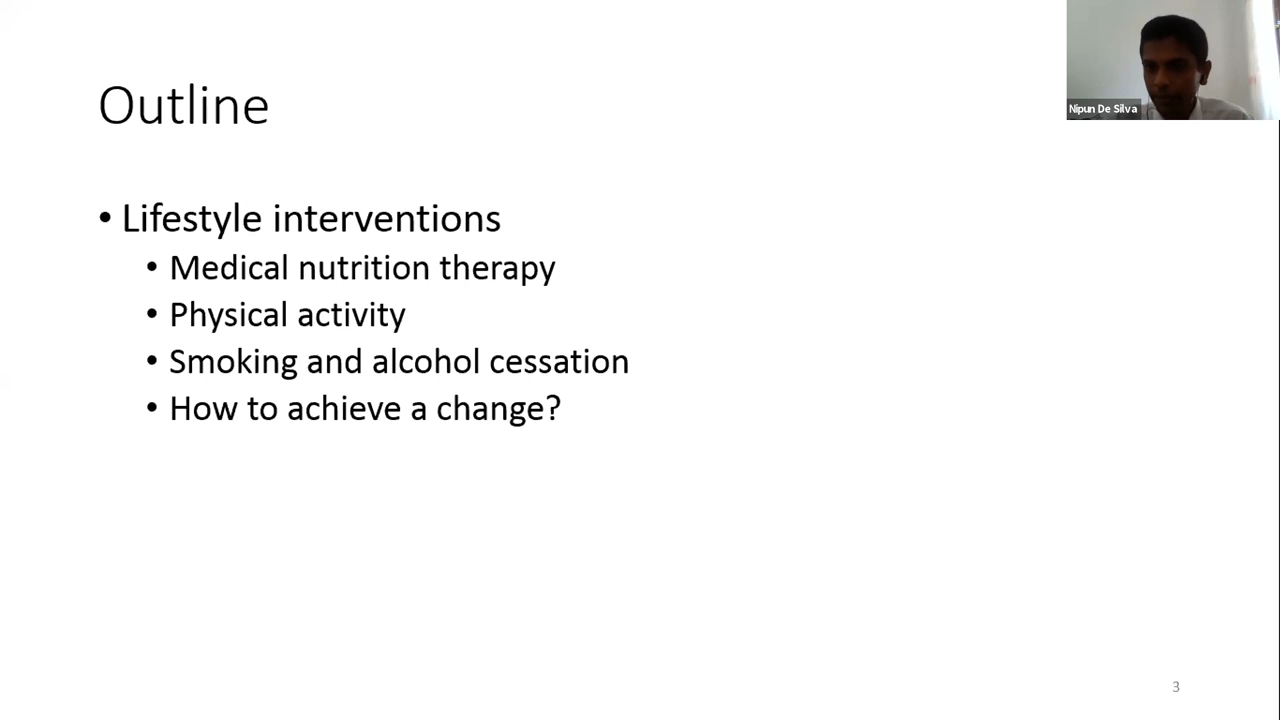 Outline
• Lifestyle interventions
• Medical nutrition therapy
• Physical activity
• Smoking and alcohol cessation
• How to achieve a change?
Nipun De Silva
3